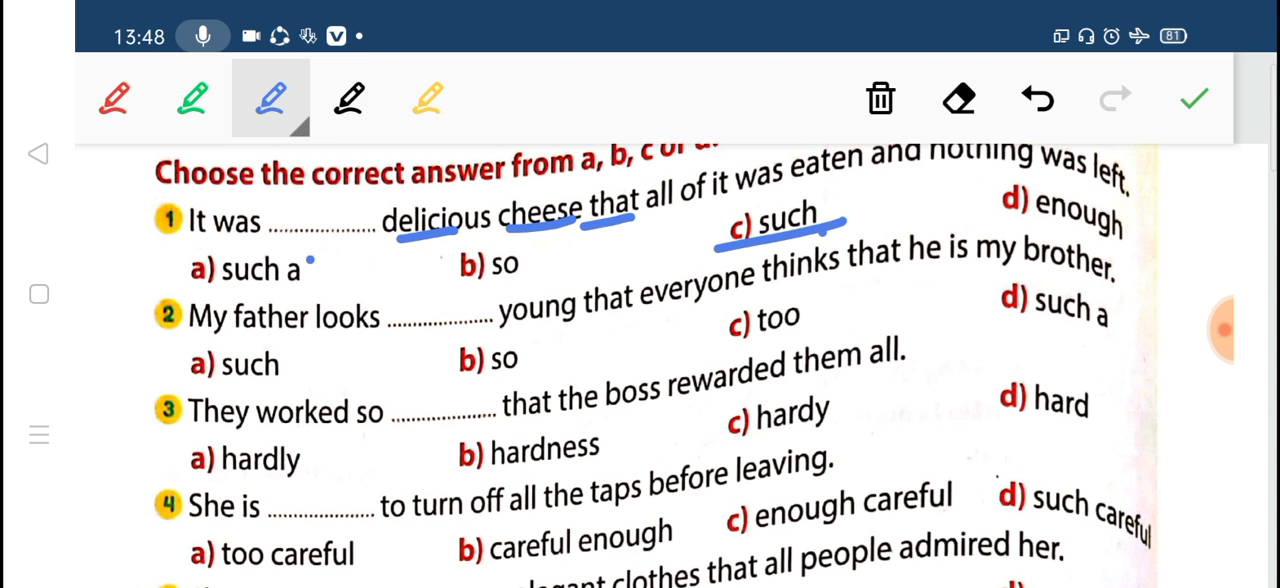 13:48
81
Choose the correct answer from a, b, c or d.
1 It was .................... delicious cheese that all of it was eaten and nothing was left.
a) such a b) so c) such d) enough
2 My father looks .................... young that everyone thinks that he is my brother.
a) such b) so c) too d) such a
3 They worked so .................... that the boss rewarded them all.
a) hardly b) hardness c) hardy d) hard
4 She is .................... to turn off all the taps before leaving.
a) too careful b) careful enough c) enough careful d) such careful
clothes that all people admired her.